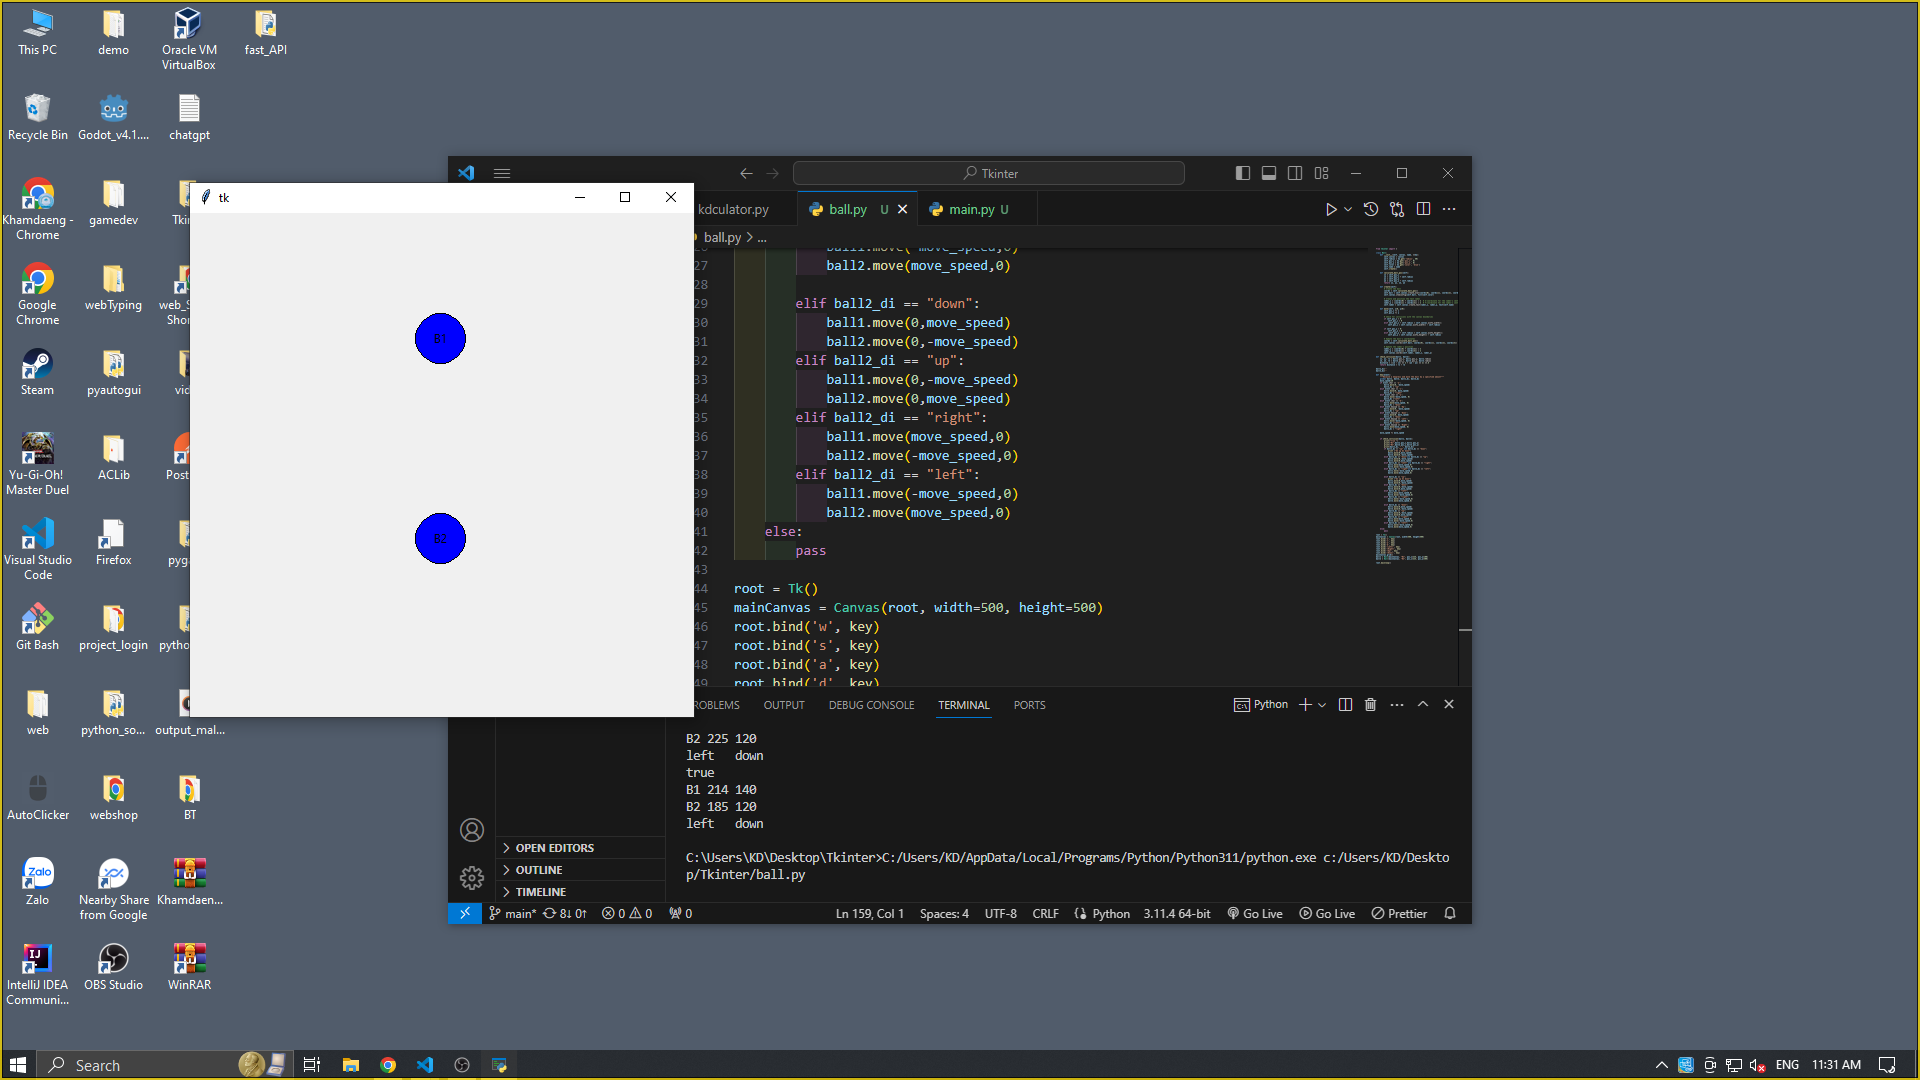 This PC
demo
Oracle VM
VirtualBox
fast_API
Recycle Bin
Godot_v4.1....
chatgpt
Khamdaeng -
Chrome
gamedev
Google
Chrome
webTyping
Steam
pyautogui
Yu-Gi-Oh!
Master Duel
ACLib
Visual Studio
Code
Firefox
Git Bash
project_login
web
python_so...
output_mal...
AutoClicker
webshop
BT
Zalo
Zalo
Nearby Share
from Google
Khamdaen...
IJ
IntelliJ IDEA
Communi...
OBS Studio
WinRAR
tk
B1
B2
Tkinter
kdculator.py
ball.py U
main.py U
ball.py > ...
27 ball2.move(move_speed,0)
28
29 elif ball2_di == "down":
30 ball1.move(0,move_speed)
31 ball2.move(0,-move_speed)
32 elif ball2_di == "up":
33 ball1.move(0,-move_speed)
34 ball2.move(0,move_speed)
35 elif ball2_di == "right":
36 ball1.move(move_speed,0)
37 ball2.move(-move_speed,0)
38 elif ball2_di == "left":
39 ball1.move(-move_speed,0)
40 ball2.move(move_speed,0)
41 else:
42 pass
43
44 root = Tk()
45 mainCanvas = Canvas(root, width=500, height=500)
46 root.bind('w', key)
47 root.bind('s', key)
48 root.bind('a', key)
49 root.bind('d', key)
ROBLEMS OUTPUT DEBUG CONSOLE TERMINAL PORTS
Python
B2 225 120
left down
true
B1 214 140
B2 185 120
left down
C:\Users\KD\Desktop\Tkinter>C:/Users/KD/AppData/Local/Programs/Python/Python311/python.exe c:/Users/KD/Deskto
p/Tkinter/ball.py
OPEN EDITORS
OUTLINE
TIMELINE
main* 8↓ 0↑ 0 0 0
Ln 159, Col 1 Spaces: 4 UTF-8 CRLF Python 3.11.4 64-bit Go Live Go Live Prettier
Search
ENG 11:31 AM